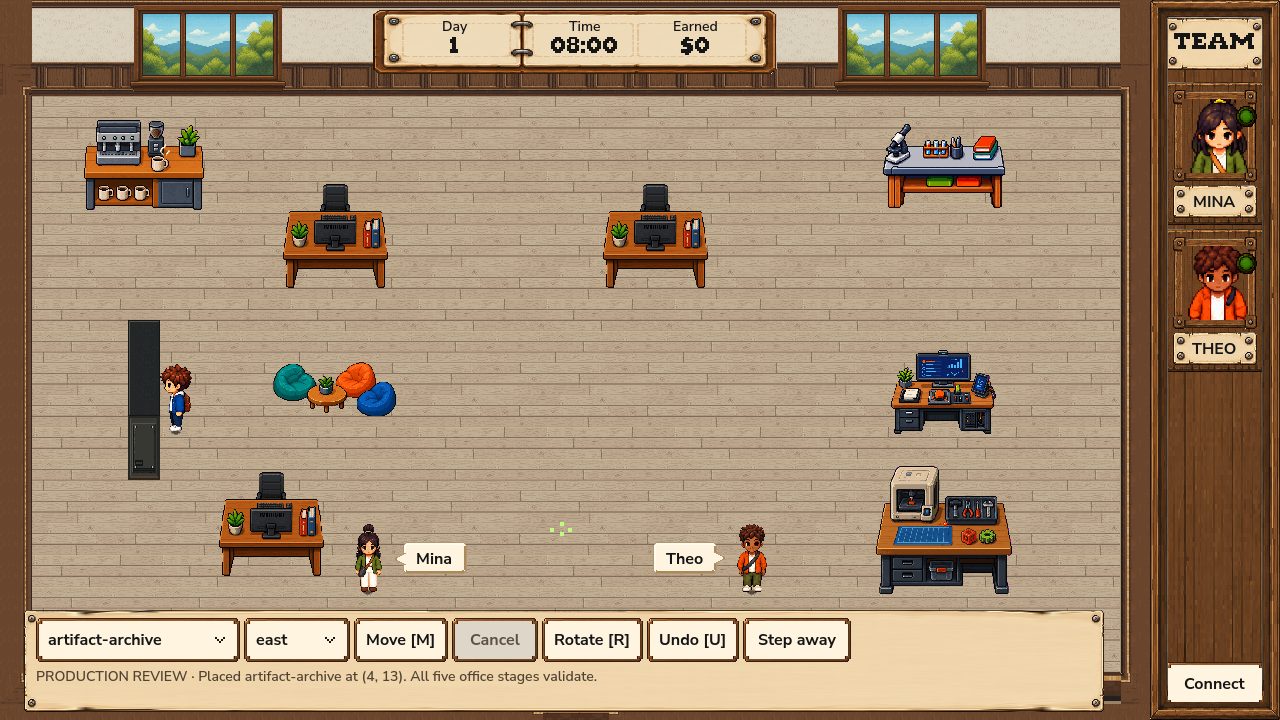 Day
1
Time
08:00
Earned
$0
TEAM
MINA
THEO
Mina
Theo
artifact-archive
east
Move [M]
Cancel
Rotate [R]
Undo [U]
Step away
PRODUCTION REVIEW · Placed artifact-archive at (4, 13). All five office stages validate.
Connect